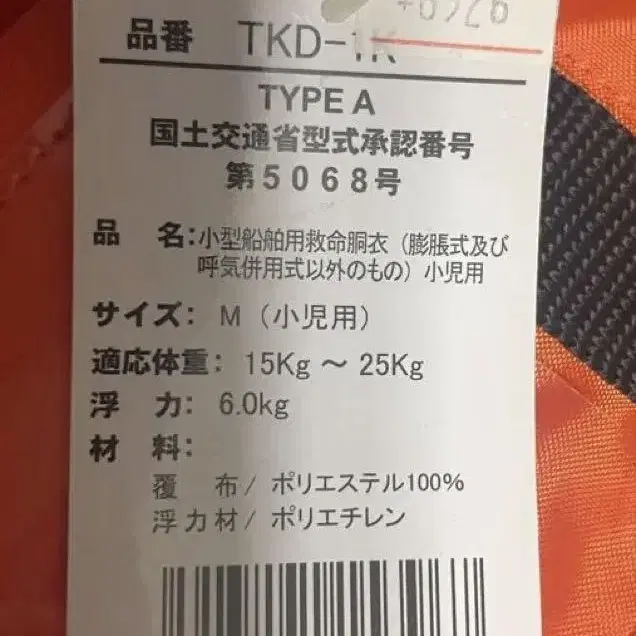 品番 TKD-1K
TYPE A
国土交通省型式承認番号
第5068号
品 名:小型船舶用救命胴衣（膨脹式及び
呼気併用式以外のもの）小児用
サイズ: M（小児用）
適応体重: 15Kg ～ 25Kg
浮 力: 6.0kg
材 料:
覆 布/ ポリエステル100%
浮力材/ ポリエチレン